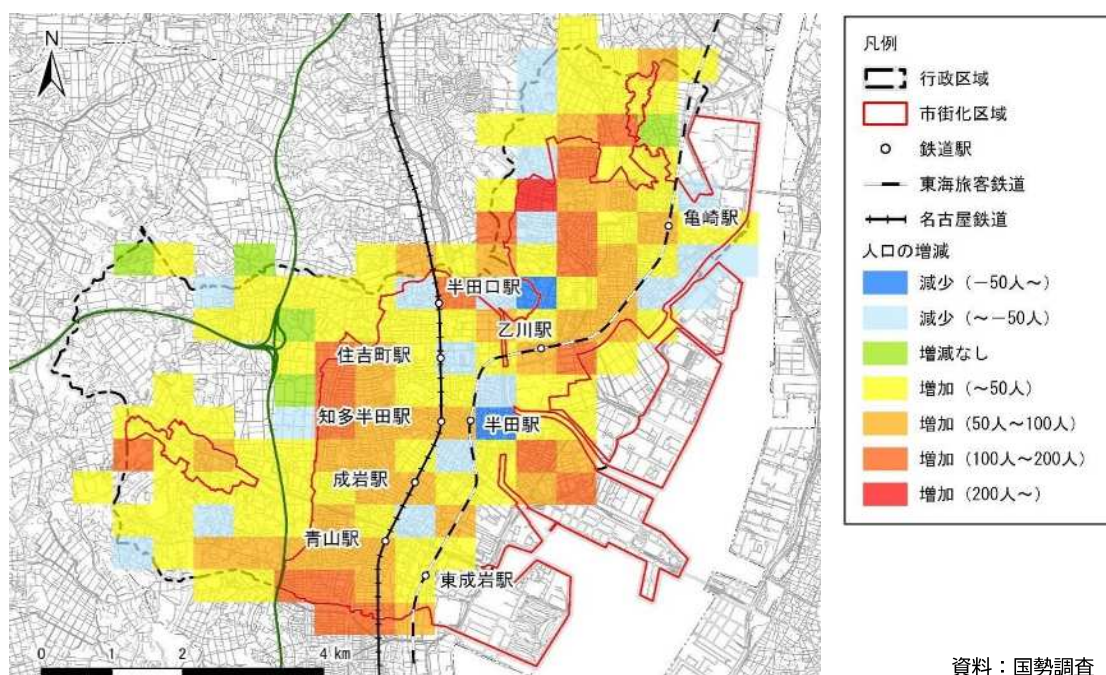 N
亀崎駅
半田口駅
乙川駅
住吉町駅
知多半田駅
半田駅
成岩駅
青山駅
東成岩駅
0 1 2 4 km
凡例
行政区域
市街化区域
鉄道駅
東海旅客鉄道
名古屋鉄道
人口の増減
減少（－50人～）
減少（～－50人）
増減なし
増加（～50人）
増加（50人～100人）
増加（100人～200人）
増加（200人～）
資料：国勢調査